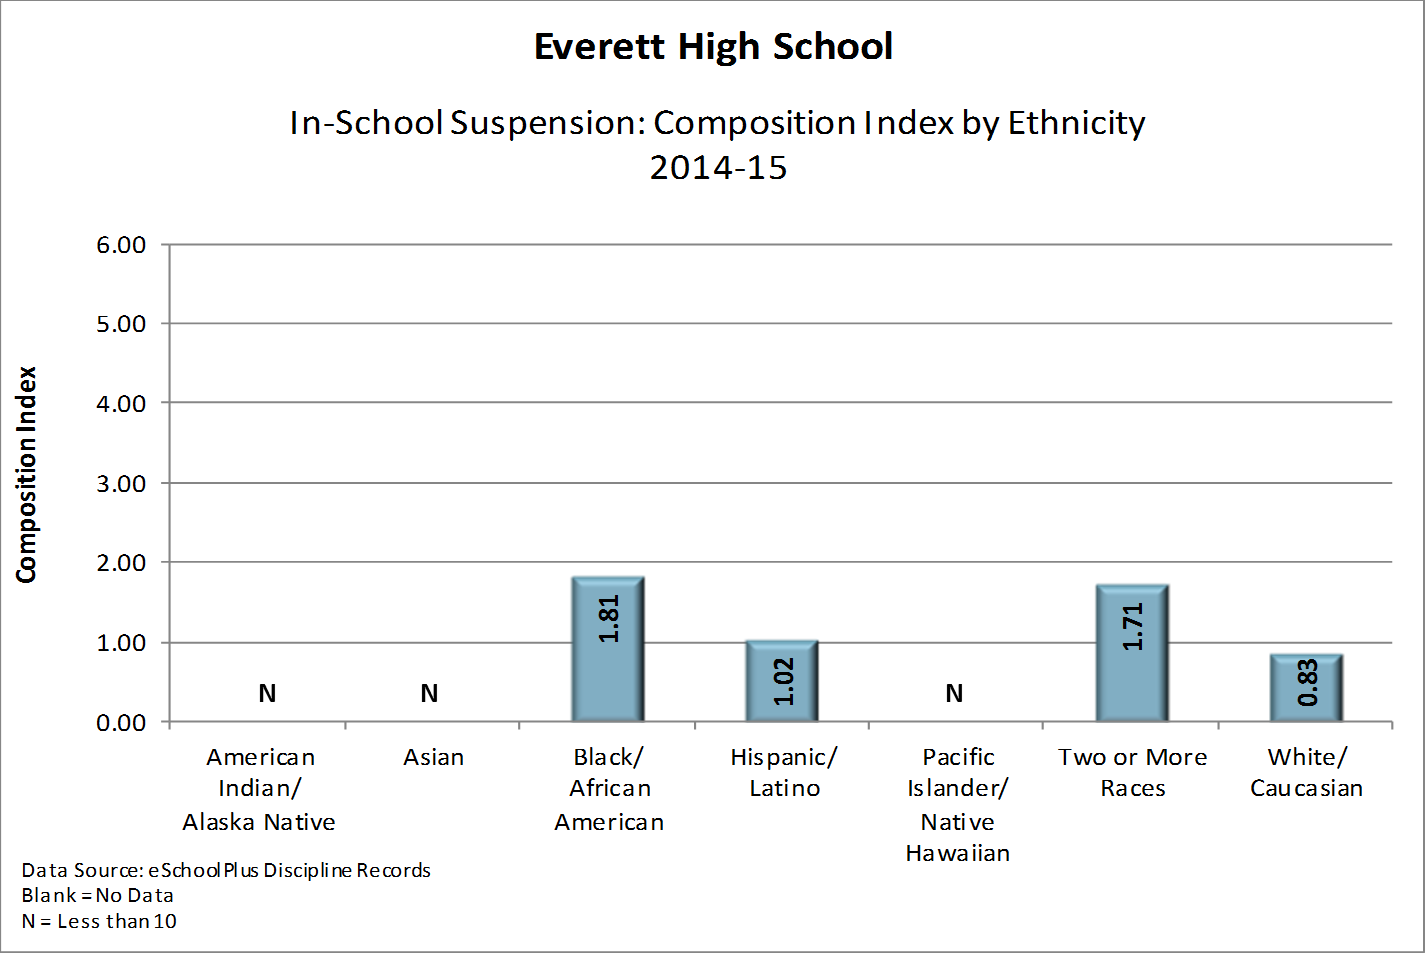 Everett High School
In-School Suspension: Composition Index by Ethnicity
2014-15
Composition Index
6.00
5.00
4.00
3.00
2.00
1.00
0.00
N
N
1.81
1.02
N
1.71
0.83
American
Indian/
Alaska Native
Asian
Black/
African
American
Hispanic/
Latino
Pacific
Islander/
Native
Hawaiian
Two or More
Races
White/
Caucasian
Data Source: eSchoolPlus Discipline Records
Blank = No Data
N = Less than 10